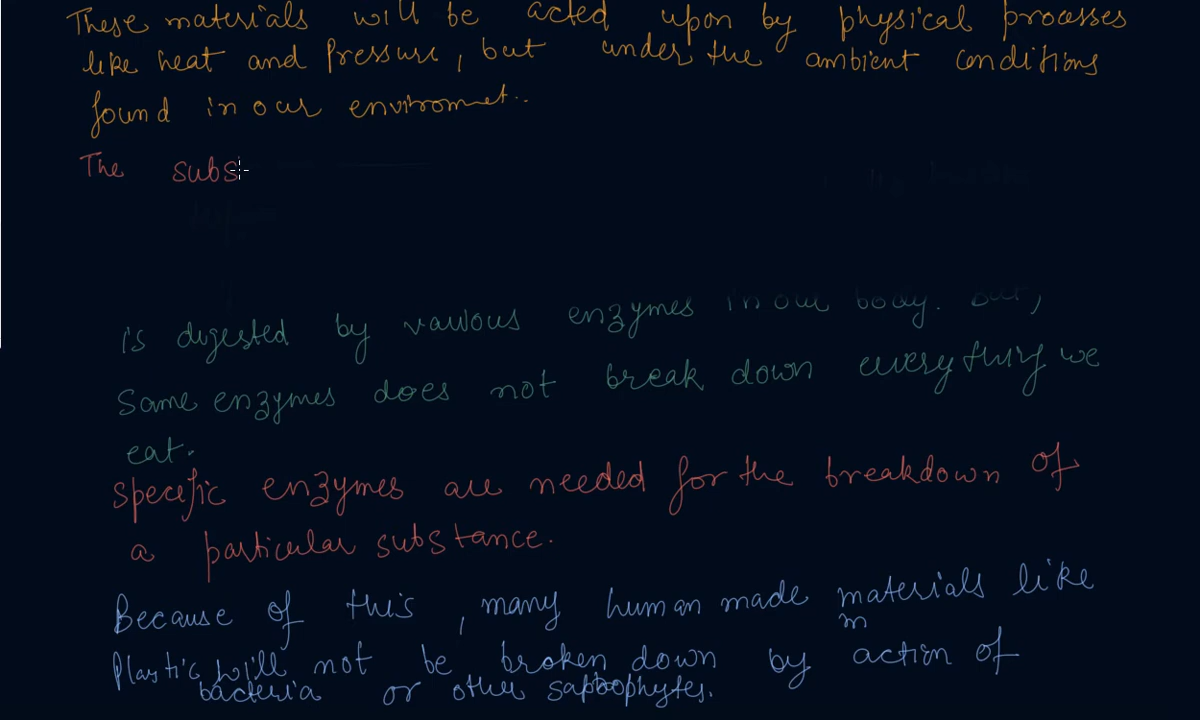 These materials will be acted upon by physical processes
like heat and Pressure, but under the ambient conditions
found in our enviromet..
The subs
is digested by various enzymes in our body. But,
Same enzymes does not break down everything we
eat.
Specific enzymes are needed for the breakdown of
a particular substance.
Because of this, many human made materials like
m
Plastic will not be broken down by action of
bacteria or other saprophytes.